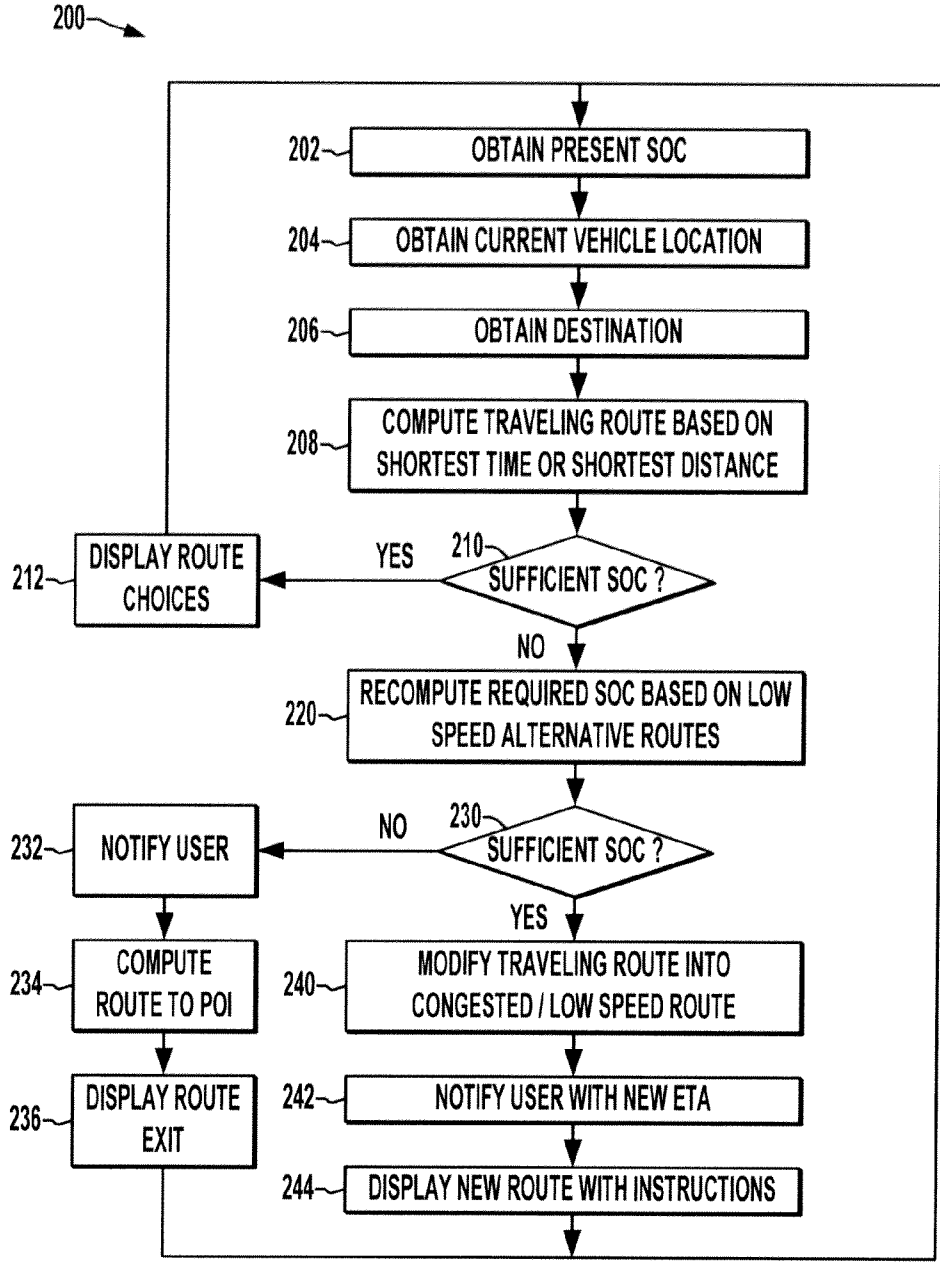 200
202
OBTAIN PRESENT SOC
204
OBTAIN CURRENT VEHICLE LOCATION
206
OBTAIN DESTINATION
208
COMPUTE TRAVELING ROUTE BASED ON
SHORTEST TIME OR SHORTEST DISTANCE
210
SUFFICIENT SOC ?
YES
212
DISPLAY ROUTE
CHOICES
NO
220
RECOMPUTE REQUIRED SOC BASED ON LOW
SPEED ALTERNATIVE ROUTES
230
SUFFICIENT SOC ?
NO
232
NOTIFY USER
234
COMPUTE
ROUTE TO POI
236
DISPLAY ROUTE
EXIT
YES
240
MODIFY TRAVELING ROUTE INTO
CONGESTED / LOW SPEED ROUTE
242
NOTIFY USER WITH NEW ETA
244
DISPLAY NEW ROUTE WITH INSTRUCTIONS